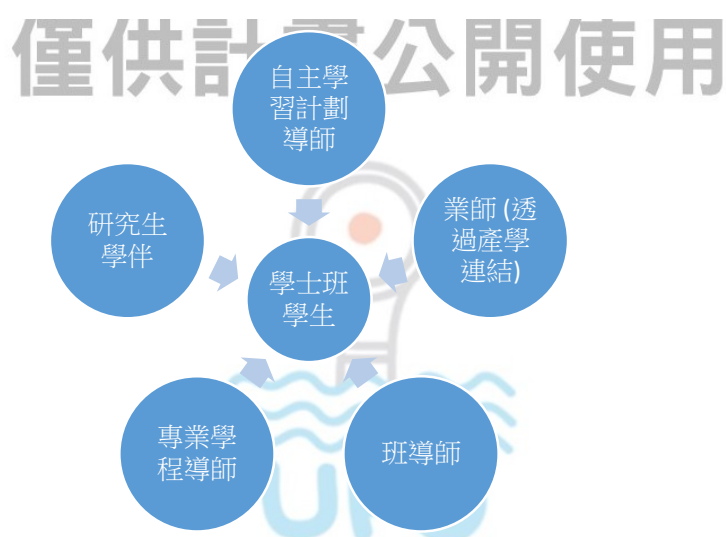 僅供計畫公開使用
自主學
習計劃
導師
業師 (透
過產學
連結)
研究生
學伴
學士班
學生
專業學
程導師
班導師